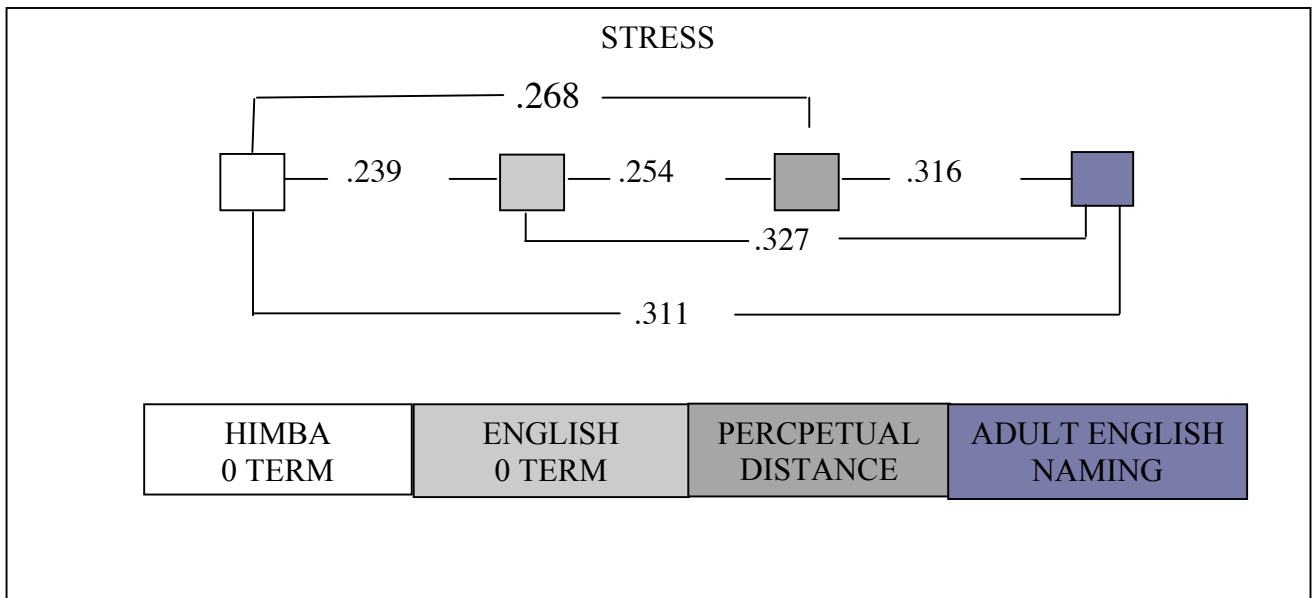 STRESS
.268
.239 .254 .316
.327
.311
HIMBA
0 TERM
ENGLISH
0 TERM
PERCPETUAL
DISTANCE
ADULT ENGLISH
NAMING